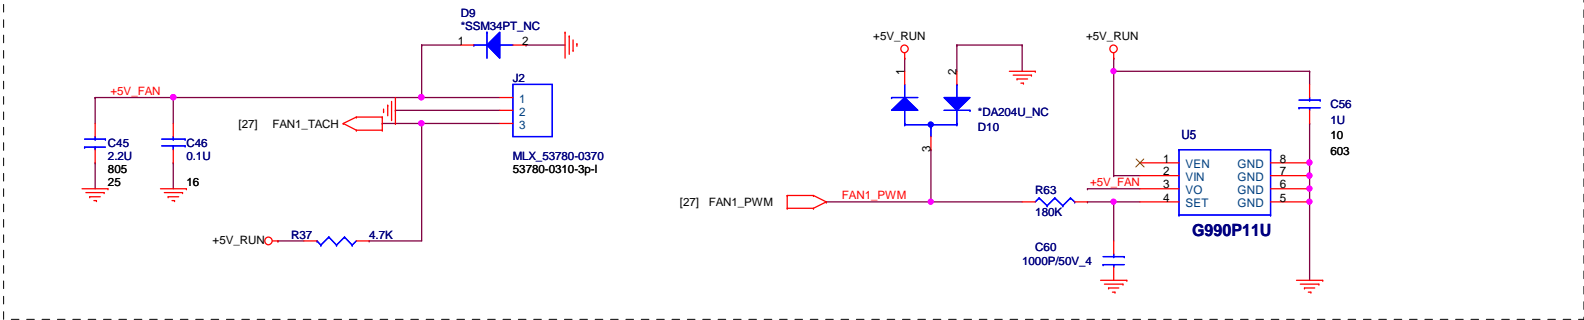 D9
*SSM34PT_NC
1
2
+5V_FAN
J2
1
2
3
[27] FAN1_TACH
C45
2.2U
805
25
C46
0.1U
16
MLX_53780-0370
53780-0310-3p-l
+5V_RUN
R37
4.7K
+5V_RUN
1
2
*DA204U_NC
D10
3
[27] FAN1_PWM
FAN1_PWM
R63
180K
C60
1000P/50V_4
+5V_RUN
C56
1U
10
603
U5
1 VEN GND 8
2 VIN GND 7
+5V_FAN 3 VO GND 6
4 SET GND 5
G990P11U